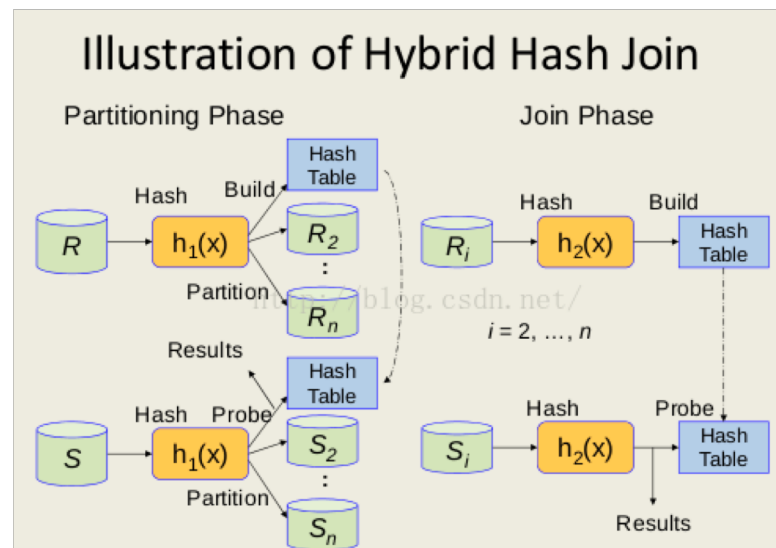 Illustration of Hybrid Hash Join
Partitioning Phase
Hash
R
h1(x)
Build
Hash
Table
R2
:
Partition
Rn
Results
Hash
S
h1(x)
Probe
Hash
Table
S2
:
Partition
Sn
Join Phase
Hash
Ri
h2(x)
Build
Hash
Table
i = 2, ..., n
Hash
Si
h2(x)
Probe
Hash
Table
Results
http://blog.csdn.net/